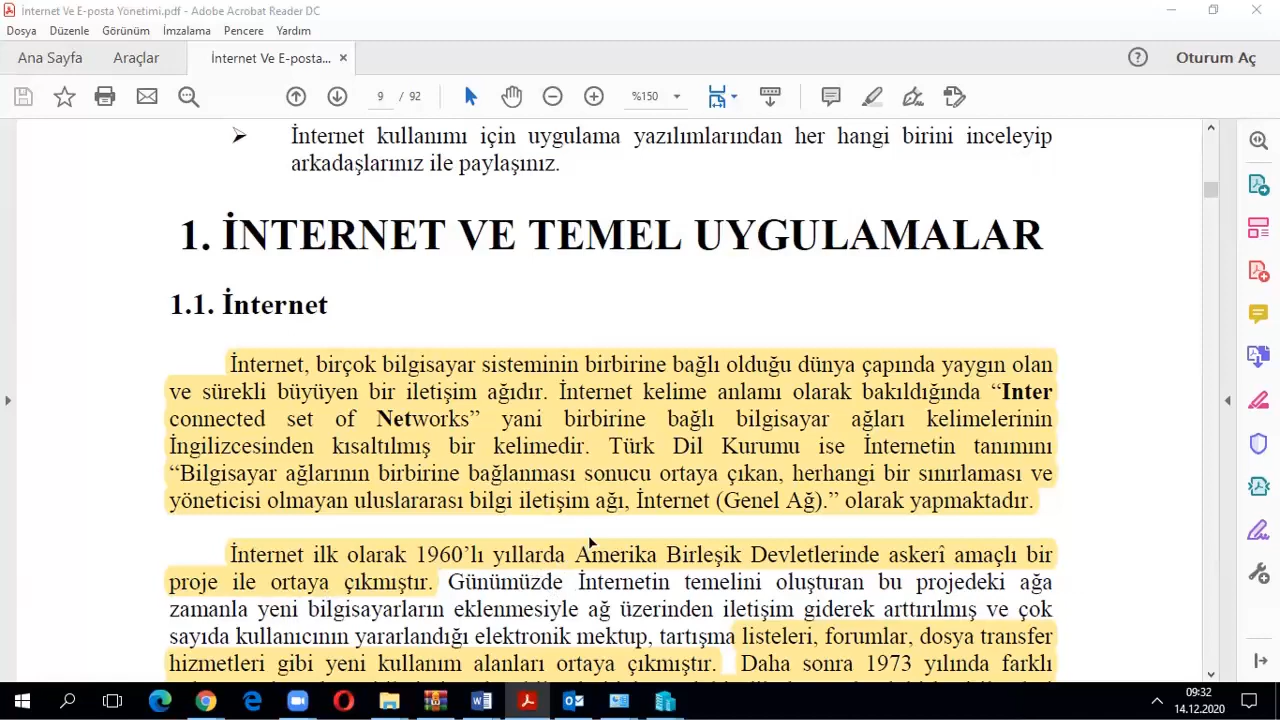 İnternet Ve E-posta Yönetimi.pdf - Adobe Acrobat Reader DC
Dosya Düzenle Görünüm İmzalama Pencere Yardım
Ana Sayfa Araçlar İnternet Ve E-posta... × Oturum Aç
9 / 92 %150
İnternet kullanımı için uygulama yazılımlarından her hangi birini inceleyip
arkadaşlarınız ile paylaşınız.
1. İNTERNET VE TEMEL UYGULAMALAR
1.1. İnternet
İnternet, birçok bilgisayar sisteminin birbirine bağlı olduğu dünya çapında yaygın olan
ve sürekli büyüyen bir iletişim ağıdır. İnternet kelime anlamı olarak bakıldığında “Inter
connected set of Networks” yani birbirine bağlı bilgisayar ağları kelimelerinin
İngilizcesinden kısaltılmış bir kelimedir. Türk Dil Kurumu ise İnternetin tanımını
“Bilgisayar ağlarının birbirine bağlanması sonucu ortaya çıkan, herhangi bir sınırlaması ve
yöneticisi olmayan uluslararası bilgi iletişim ağı, İnternet (Genel Ağ).” olarak yapmaktadır.
İnternet ilk olarak 1960’lı yıllarda Amerika Birleşik Devletlerinde askerî amaçlı bir
proje ile ortaya çıkmıştır. Günümüzde İnternetin temelini oluşturan bu projedeki ağa
zamanla yeni bilgisayarların eklenmesiyle ağ üzerinden iletişim giderek arttırılmış ve çok
sayıda kullanıcının yararlandığı elektronik mektup, tartışma listeleri, forumlar, dosya transfer
hizmetleri gibi yeni kullanım alanları ortaya çıkmıştır. Daha sonra 1973 yılında farklı
09:32
14.12.2020